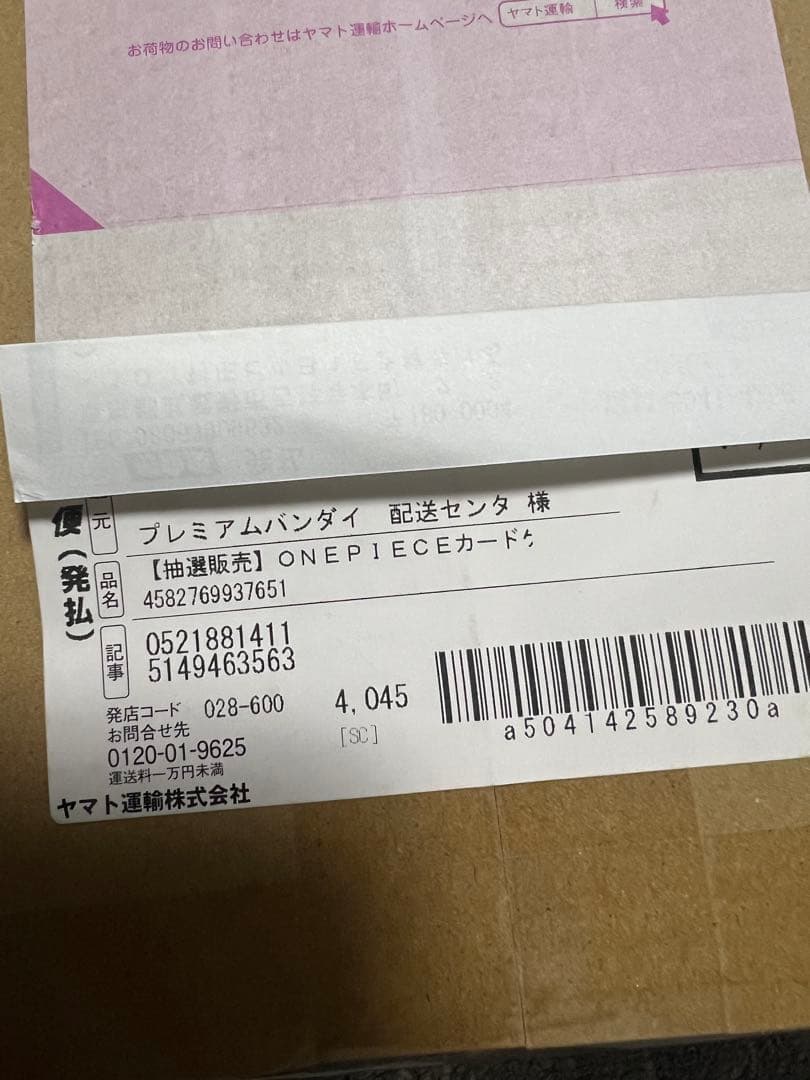 お荷物のお問い合わせはヤマト運輸ホームページへ ヤマト運輸 検索
元
プレミアムバンダイ 配送センタ 様
便(発払)
品名
【抽選販売】ONEPIECEカードゲ
4582769937651
記事
0521881411
5149463563
発店コード 028-600
4,045
お問合せ先
[SC]
0120-01-9625
運送料一万円未満
a504142589230a
ヤマト運輸株式会社